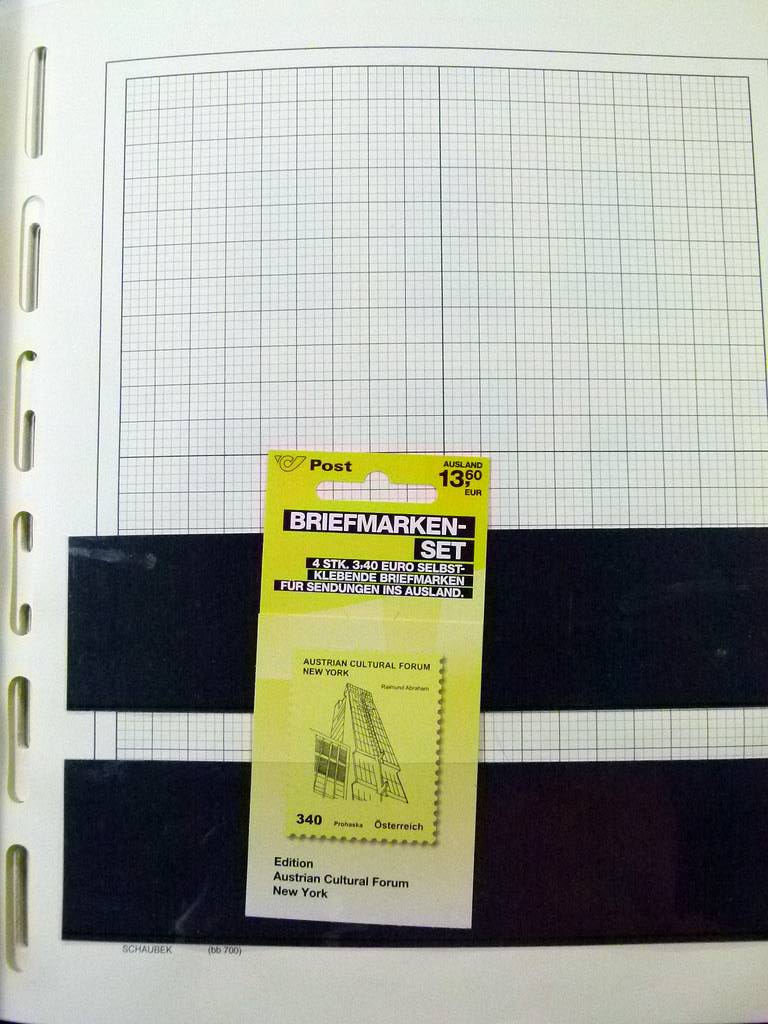 Post
AUSLAND
13,60
EUR
BRIEFMARKEN-
SET
4 STK. 3,40 EURO SELBST-
KLEBENDE BRIEFMARKEN
FÜR SENDUNGEN INS AUSLAND.
AUSTRIAN CULTURAL FORUM
NEW YORK
Raimund Abraham
340 Prohaska Österreich
Edition
Austrian Cultural Forum
New York
SCHAUBEK (bb 700)